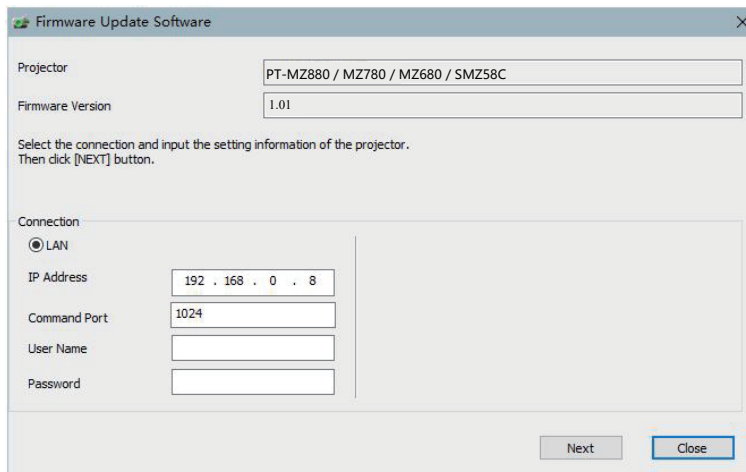 Firmware Update Software
Projector
PT-MZ880 / MZ780 / MZ680 / SMZ58C
Firmware Version
1.01
Select the connection and input the setting information of the projector.
Then click [NEXT] button.
Connection
LAN
IP Address
192 . 168 . 0 . 8
Command Port
1024
User Name
Password
Next
Close